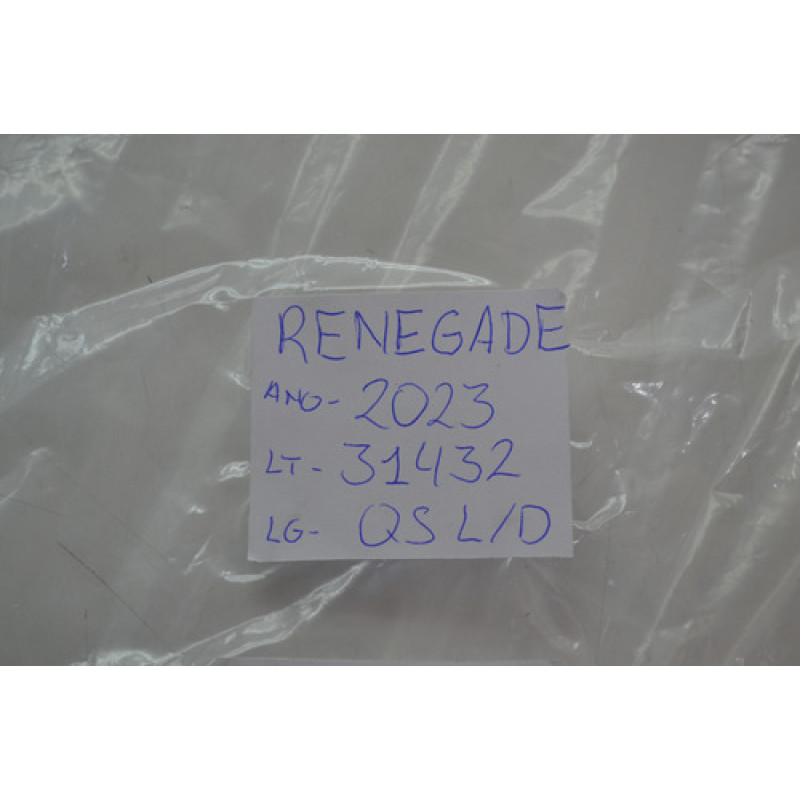 RENEGADE
ANO- 2023
LT- 31432
LG- QS L/D